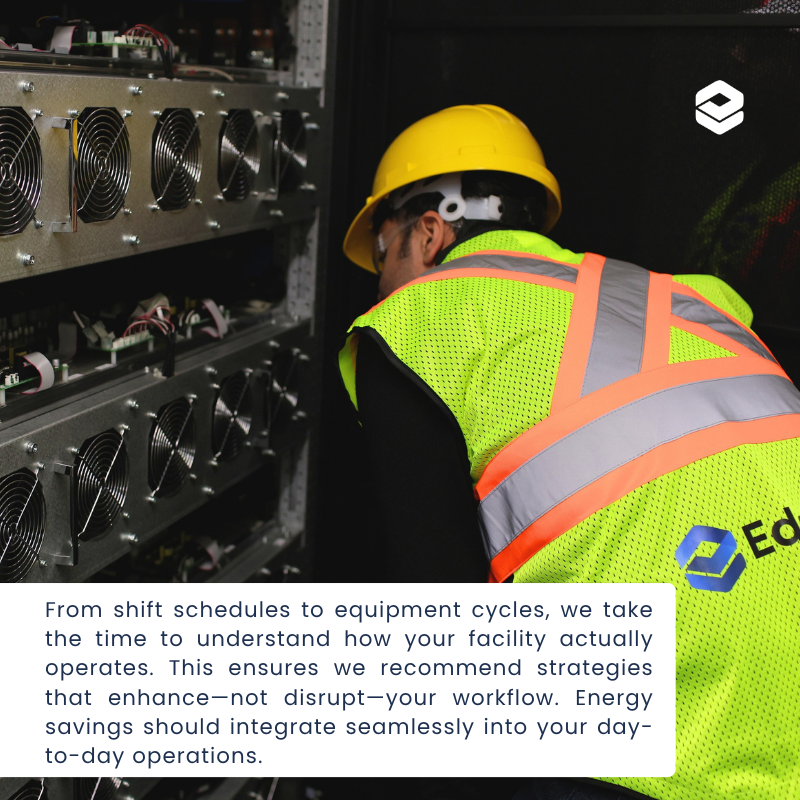 From shift schedules to equipment cycles, we take
the time to understand how your facility actually
operates. This ensures we recommend strategies
that enhance—not disrupt—your workflow. Energy
savings should integrate seamlessly into your day-
to-day operations.